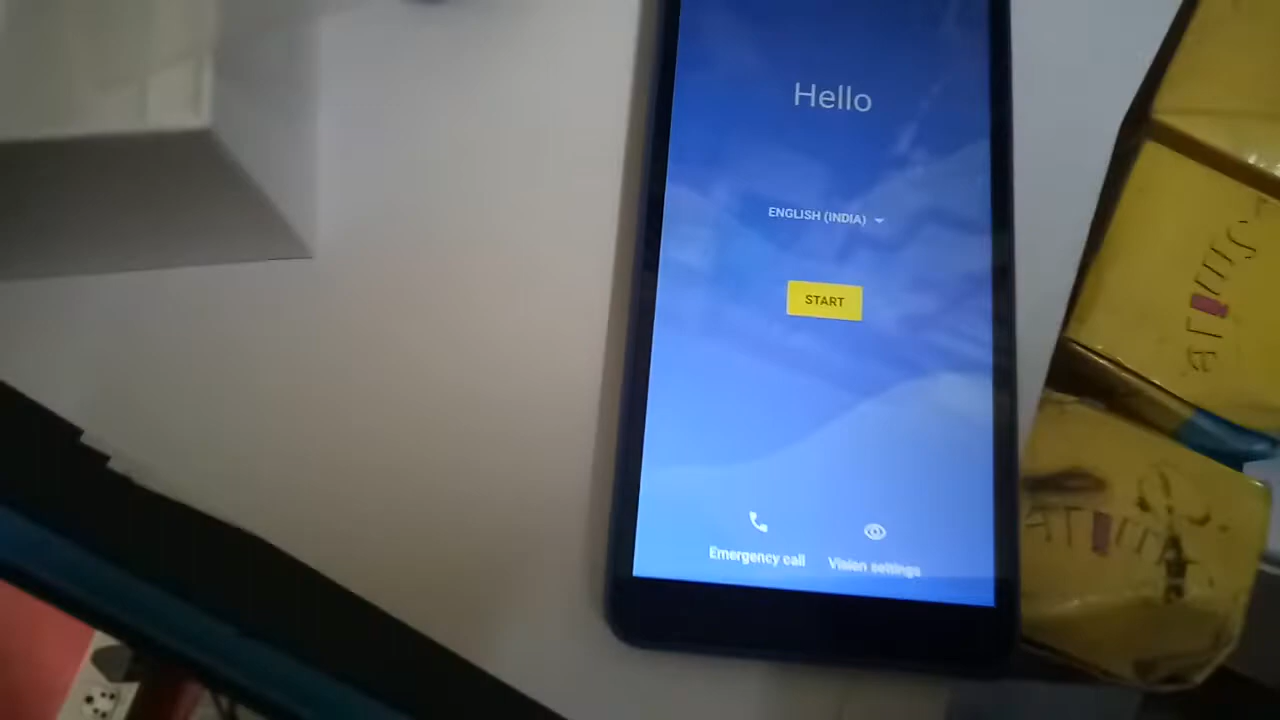 Hello
ENGLISH (INDIA)
START
Emergency call
Vision settings